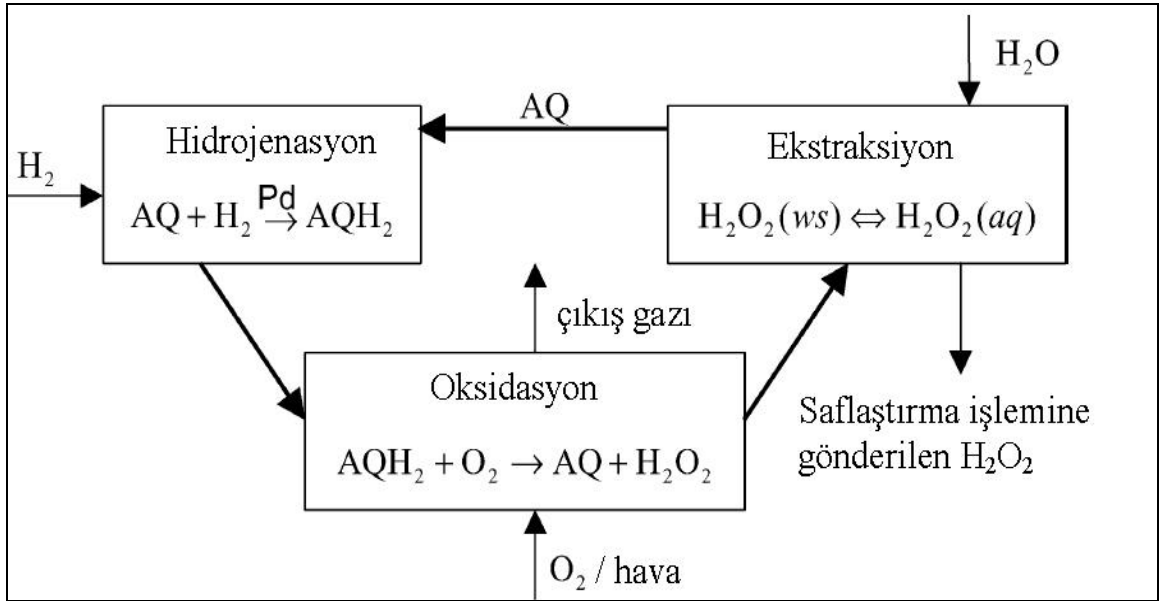 H₂O
AQ
Hidrojenasyon
Ekstraksiyon
H₂
AQ + H₂ Pd→ AQH₂
H₂O₂(ws) ⇔ H₂O₂(aq)
çıkış gazı
Oksidasyon
AQH₂ + O₂ → AQ + H₂O₂
Saflaştırma işlemine
gönderilen H₂O₂
O₂ / hava